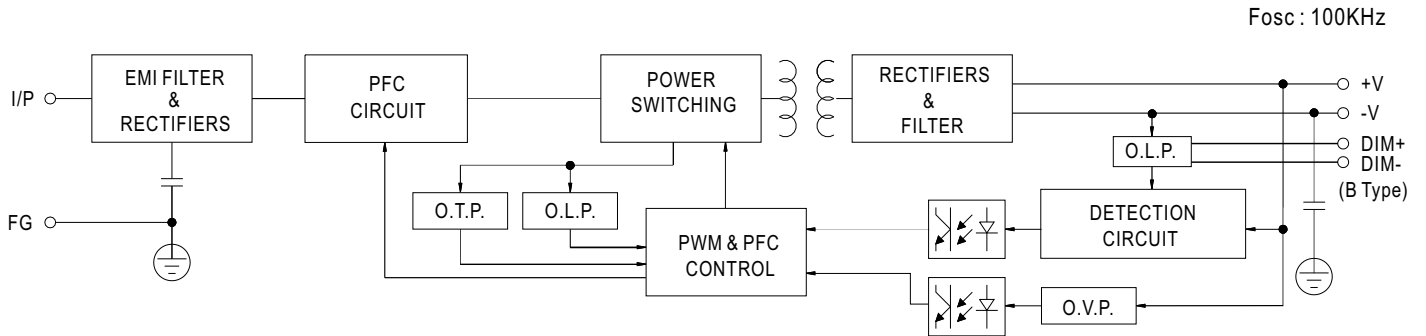 Fosc : 100KHz
EMI FILTER
&
RECTIFIERS
PFC
CIRCUIT
POWER
SWITCHING
RECTIFIERS
&
FILTER
I/P
+V
-V
O.L.P.
DIM+
DIM-
(B Type)
O.T.P.
O.L.P.
FG
PWM & PFC
CONTROL
DETECTION
CIRCUIT
O.V.P.